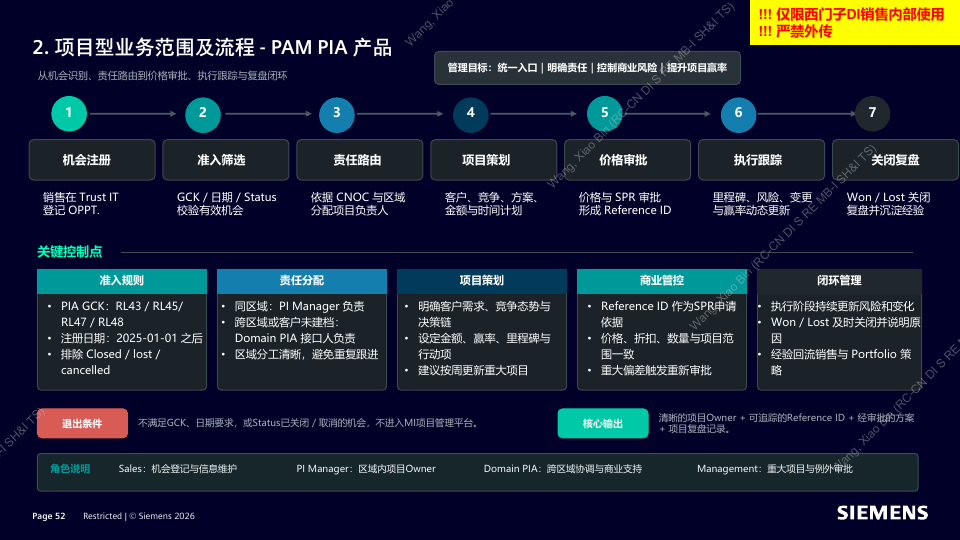 !!! 仅限西门子DI销售内部使用
!!! 严禁外传
2. 项目型业务范围及流程 - PAM PIA 产品
从机会识别、责任路由到价格审批、执行跟踪与复盘闭环
管理目标：统一入口 | 明确责任 | 控制商业风险 | 提升项目赢率
1
2
3
4
5
6
7
机会注册
准入筛选
责任路由
项目策划
价格审批
执行跟踪
关闭复盘
销售在 Trust IT
登记 OPPT.
GCK / 日期 / Status
校验有效机会
依据 CNOC 与区域
分配项目负责人
客户、竞争、方案、
金额与时间计划
价格与 SPR 审批
形成 Reference ID
里程碑、风险、变更
与赢率动态更新
Won / Lost 关闭
复盘并沉淀经验
关键控制点
准入规则
• PIA GCK：RL43 / RL45/
RL47 / RL48
• 注册日期：2025-01-01 之后
• 排除 Closed / lost /
cancelled
责任分配
• 同区域：PI Manager 负责
• 跨区域或客户未建档：
Domain PIA 接口人负责
• 区域分工清晰，避免重复跟进
项目策划
• 明确客户需求、竞争态势与
决策链
• 设定金额、赢率、里程碑与
行动项
• 建议按周更新重大项目
商业管控
• Reference ID 作为SPR申请
依据
• 价格、折扣、数量与项目范
围一致
• 重大偏差触发重新审批
闭环管理
• 执行阶段持续更新风险和变化
• Won / Lost 及时关闭并说明原
因
• 经验回流销售与 Portfolio 策
略
退出条件
不满足GCK、日期要求，或Status已关闭 / 取消的机会，不进入MI项目管理平台。
核心输出
清晰的项目Owner + 可追踪的Reference ID + 经审批的方案
+ 项目复盘记录。
角色说明
Sales：机会登记与信息维护
PI Manager：区域内项目Owner
Domain PIA：跨区域协调与商业支持
Management：重大项目与例外审批
Page 52
Restricted | © Siemens 2026
SIEMENS
Wang, Xiao Bin (RC-CN DI S RE MB-I SH&I TS)